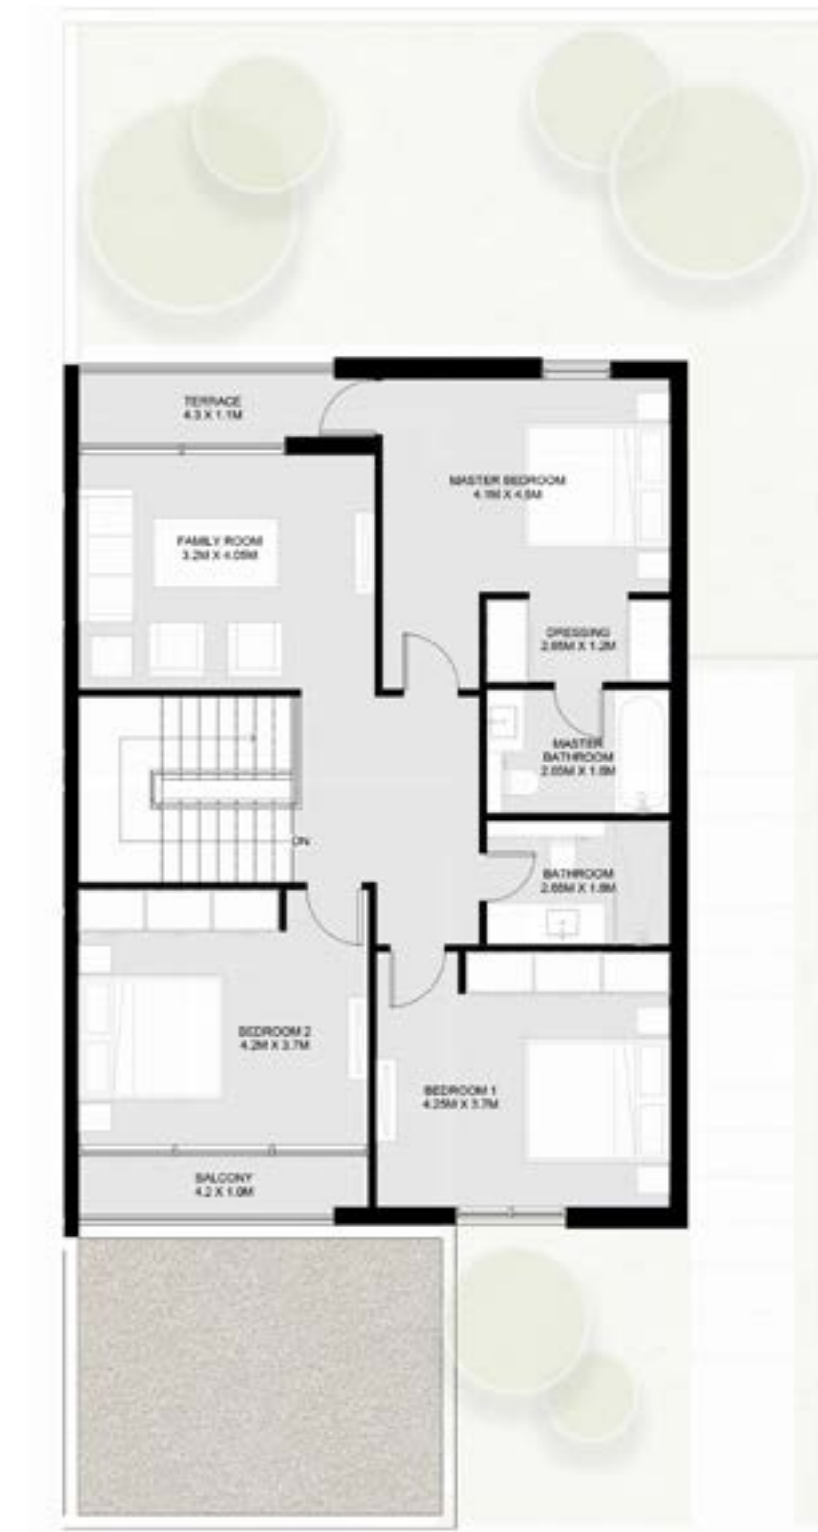 TERRACE
4.3 X 1.1M
MASTER BEDROOM
4.1M X 4.5M
FAMILY ROOM
3.2M X 4.05M
DRESSING
2.65M X 1.2M
MASTER
BATHROOM
2.65M X 1.8M
DN
BATHROOM
2.65M X 1.8M
BEDROOM 2
4.2M X 3.7M
BEDROOM 1
4.25M X 3.7M
BALCONY
4.2 X 1.0M